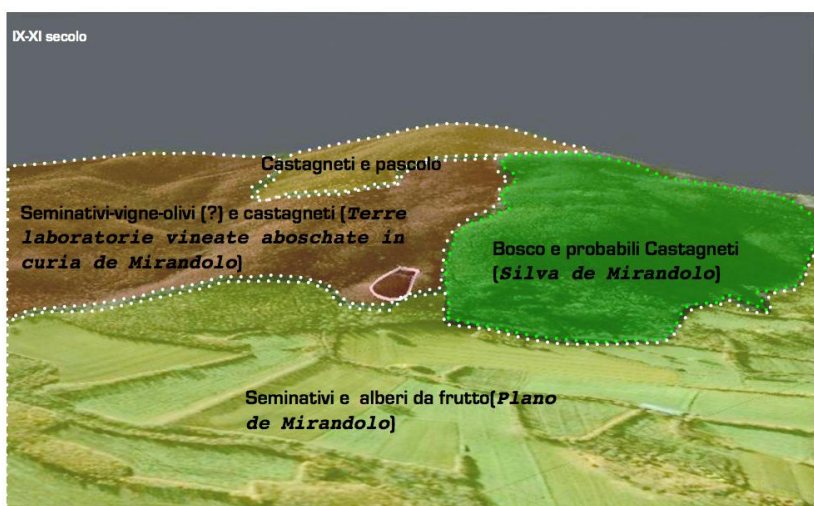 IX-XI secolo
Castagneti e pascolo
Seminativi-vigne-olivi (?) e castagneti (Terre
laboratorie vineate aboschate in
curia de Mirandolo)
Bosco e probabili Castagneti
(Silva de Mirandolo)
Seminativi e alberi da frutto(Plano
de Mirandolo)